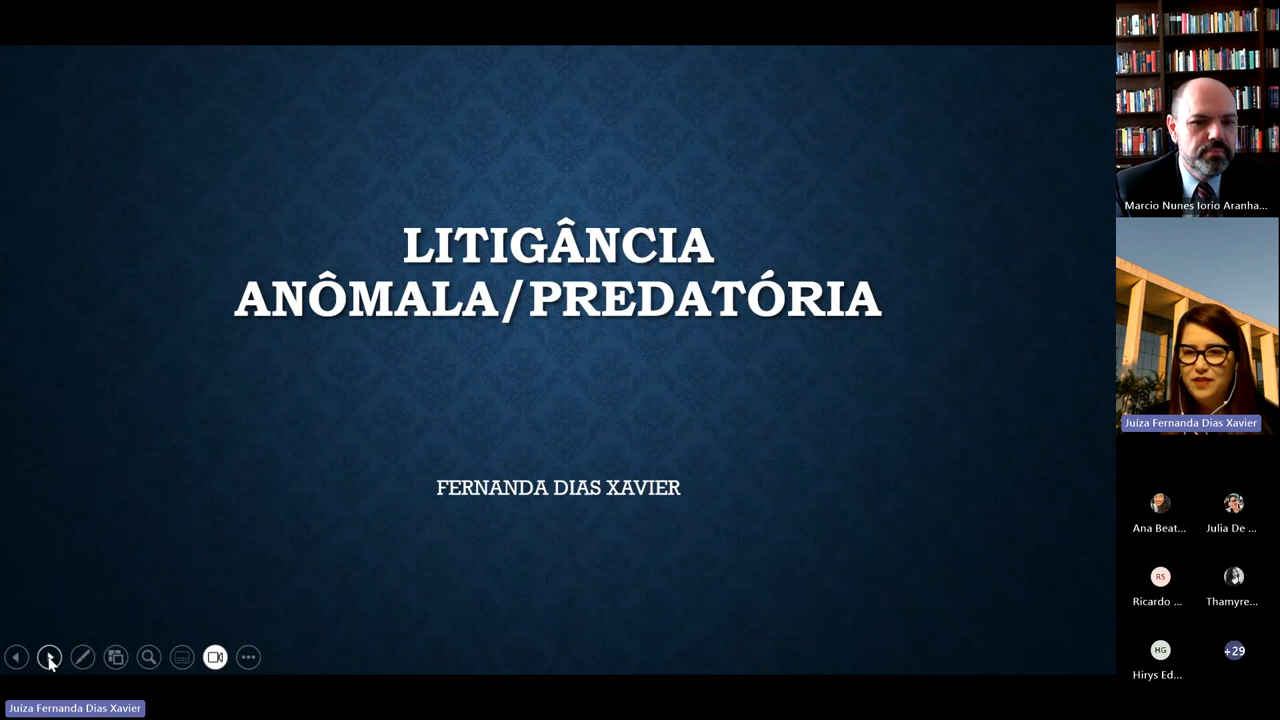 LITIGÂNCIA
ANÔMALA/PREDATÓRIA
FERNANDA DIAS XAVIER
Juíza Fernanda Dias Xavier
Marcio Nunes Iorio Aranha...
Juíza Fernanda Dias Xavier
Ana Beat...
Julia De ...
RS
Ricardo ...
Thamyre...
HG
+29
Hirys Ed...